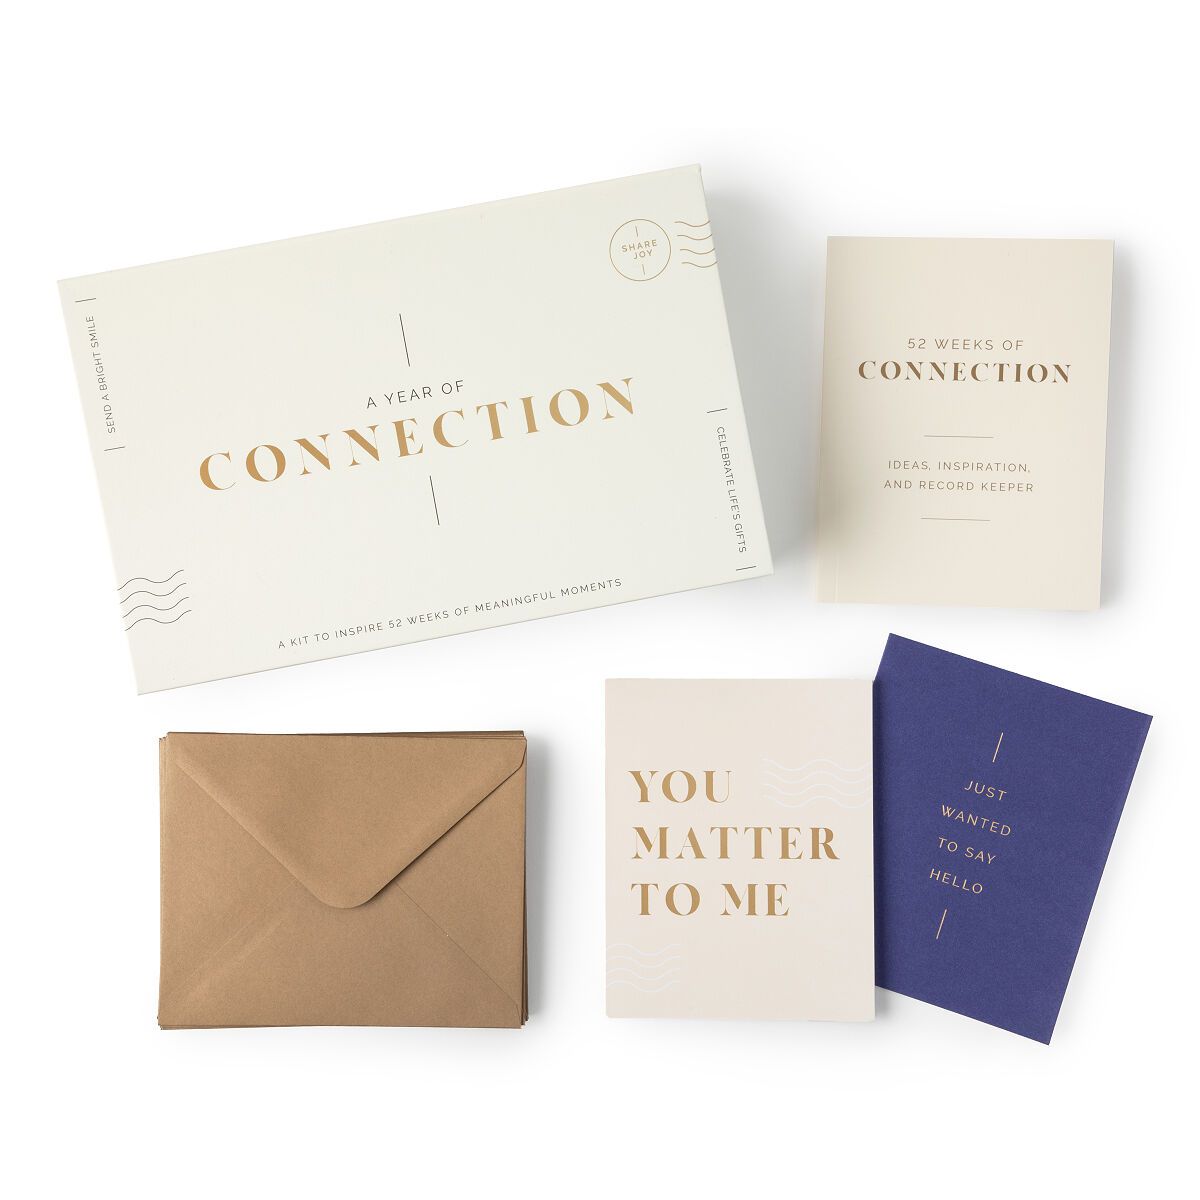 SEND A BRIGHT SMILE
SHARE
JOY
A YEAR OF
CONNECTION
CELEBRATE LIFE'S GIFTS
A KIT TO INSPIRE 52 WEEKS OF MEANINGFUL MOMENTS
52 WEEKS OF
CONNECTION
IDEAS, INSPIRATION,
AND RECORD KEEPER
YOU
MATTER
TO ME
JUST
WANTED
TO SAY
HELLO